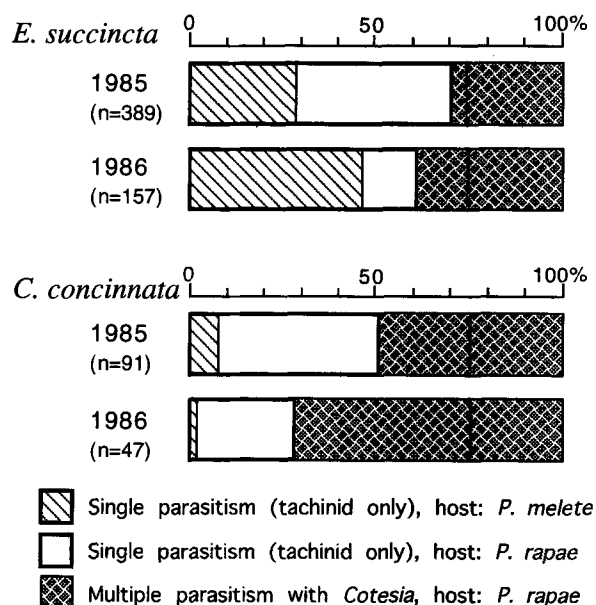 E. succincta
0 50 100%
1985
(n=389)
1986
(n=157)
C. concinnata
0 50 100%
1985
(n=91)
1986
(n=47)
Single parasitism (tachinid only), host: P. melete
Single parasitism (tachinid only), host: P. rapae
Multiple parasitism with Cotesia, host: P. rapae